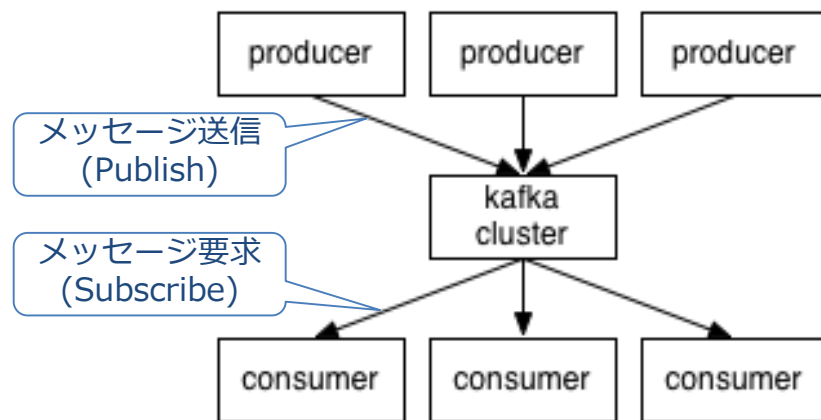 producer
producer
producer
メッセージ送信
(Publish)
kafka
cluster
メッセージ要求
(Subscribe)
consumer
consumer
consumer